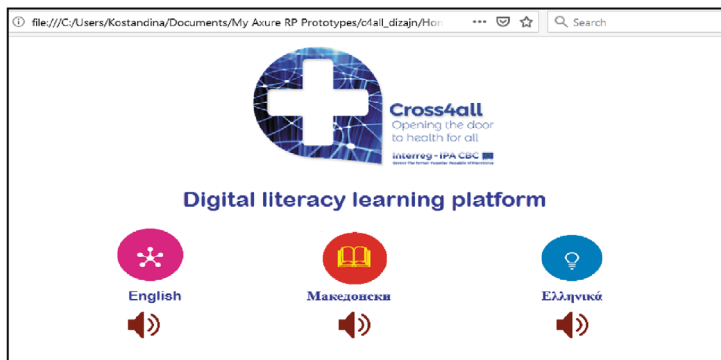 file:///C:/Users/Kostandina/Documents/My Axure RP Prototypes/c4all_dizajn/Hom
Search
Cross4all
Opening the door
to health for all
Interreg - IPA CBC
Digital literacy learning platform
English
Македонски
Ελληνικά